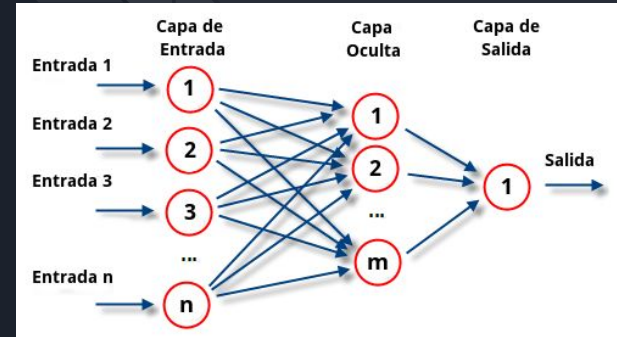 Capa de
Entrada
Capa
Oculta
Capa de
Salida
Entrada 1
1
Entrada 2
2
Entrada 3
3
...
Entrada n
n
1
2
...
m
1
Salida